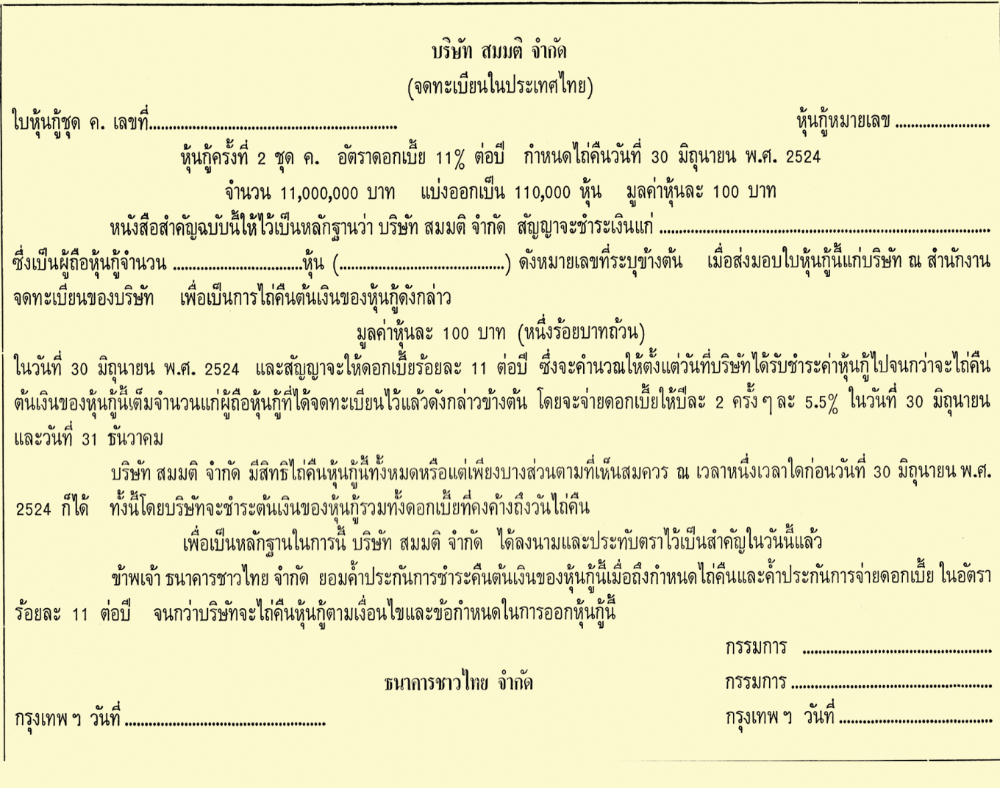 บริษัท สมมติ จำกัด
(จดทะเบียนในประเทศไทย)
ใบหุ้นกู้ชุด ค. เลขที่............................................................... หุ้นกู้หมายเลข ........................
หุ้นกู้ครั้งที่ 2 ชุด ค. อัตราดอกเบี้ย 11% ต่อปี กำหนดไถ่คืนวันที่ 30 มิถุนายน พ.ศ. 2524
จำนวน 11,000,000 บาท แบ่งออกเป็น 110,000 หุ้น มูลค่าหุ้นละ 100 บาท
หนังสือสำคัญฉบับนี้ให้ไว้เป็นหลักฐานว่า บริษัท สมมติ จำกัด สัญญาจะชำระเงินแก่ ....................................................................................
ซึ่งเป็นผู้ถือหุ้นกู้จำนวน .................................หุ้น (..........................................) ดังหมายเลขที่ระบุข้างต้น เมื่อส่งมอบใบหุ้นกู้นี้แก่บริษัท ณ สำนักงาน
จดทะเบียนของบริษัท เพื่อเป็นการไถ่คืนต้นเงินของหุ้นกู้ดังกล่าว
มูลค่าหุ้นละ 100 บาท (หนึ่งร้อยบาทถ้วน)
ในวันที่ 30 มิถุนายน พ.ศ. 2524 และสัญญาจะให้ดอกเบี้ยร้อยละ 11 ต่อปี ซึ่งจะคำนวณให้ตั้งแต่วันที่บริษัทได้รับชำระค่าหุ้นกู้ไปจนกว่าจะไถ่คืน
ต้นเงินของหุ้นกู้นี้เต็มจำนวนแก่ผู้ถือหุ้นกู้ที่ได้จดทะเบียนไว้แล้วดังกล่าวข้างต้น โดยจะจ่ายดอกเบี้ยให้ปีละ 2 ครั้ง ๆ ละ 5.5% ในวันที่ 30 มิถุนายน
และวันที่ 31 ธันวาคม
บริษัท สมมติ จำกัด มีสิทธิไถ่คืนหุ้นกู้นี้ทั้งหมดหรือแต่เพียงบางส่วนตามที่เห็นสมควร ณ เวลาหนึ่งเวลาใดก่อนวันที่ 30 มิถุนายน พ.ศ.
2524 ก็ได้ ทั้งนี้โดยบริษัทจะชำระต้นเงินของหุ้นกู้รวมทั้งดอกเบี้ยที่คงค้างถึงวันไถ่คืน
เพื่อเป็นหลักฐานในการนี้ บริษัท สมมติ จำกัด ได้ลงนามและประทับตราไว้เป็นสำคัญในวันนี้แล้ว
ข้าพเจ้า ธนาคารชาวไทย จำกัด ยอมค้ำประกันการชำระคืนต้นเงินของหุ้นกู้นี้เมื่อถึงกำหนดไถ่คืนและค้ำประกันการจ่ายดอกเบี้ย ในอัตรา
ร้อยละ 11 ต่อปี จนกว่าบริษัทจะไถ่คืนหุ้นกู้ตามเงื่อนไขและข้อกำหนดในการออกหุ้นกู้นี้
กรรมการ ................................................
ธนาคารชาวไทย จำกัด กรรมการ ...................................................
กรุงเทพ ฯ วันที่ ................................................... กรุงเทพ ฯ วันที่ .......................................